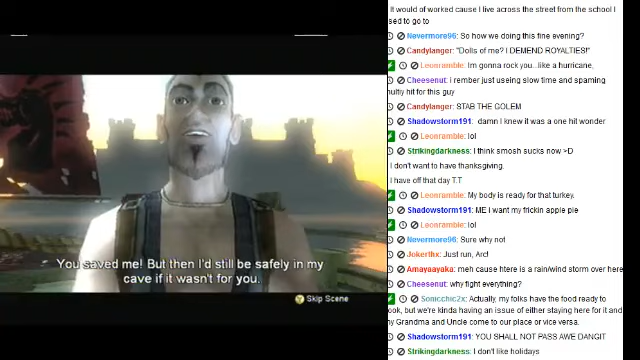 You saved me! But then I'd still be safely in my
cave if it wasn't for you.
Skip Scene
It would of worked cause I live across the street from the school I
sed to go to
Nevermore96: So how we doing this fine evening?
Candylanger: "Dolls of me? I DEMEND ROYALTIES!"
Leonramble: Im gonna rock you...like a hurricane,
Cheesenut: i rember just useing slow time and spaming
multiy hit for this guy
Candylanger: STAB THE GOLEM
Shadowstorm191: damn I knew it was a one hit wonder
Leonramble: lol
Strikingdarkness: I think smosh sucks now >D
I don't want to have thanksgiving.
I have off that day T.T
Leonramble: My body is ready for that turkey.
Shadowstorm191: ME i want my frickin apple pie
Leonramble: lol
Nevermore96: Sure why not
Jokerthx: Just run, Arc!
Amayaayaka: meh cause htere is a rain/wind storm over here
Cheesenut: why fight everything?
Sonicchic2x: Actually, my folks have the food ready to
ook, but we're kinda having an issue of either staying here for it and
my Grandma and Uncle come to our place or vice versa.
Shadowstorm191: YOU SHALL NOT PASS AWE DANGIT
Strikingdarkness: I don't like holidays